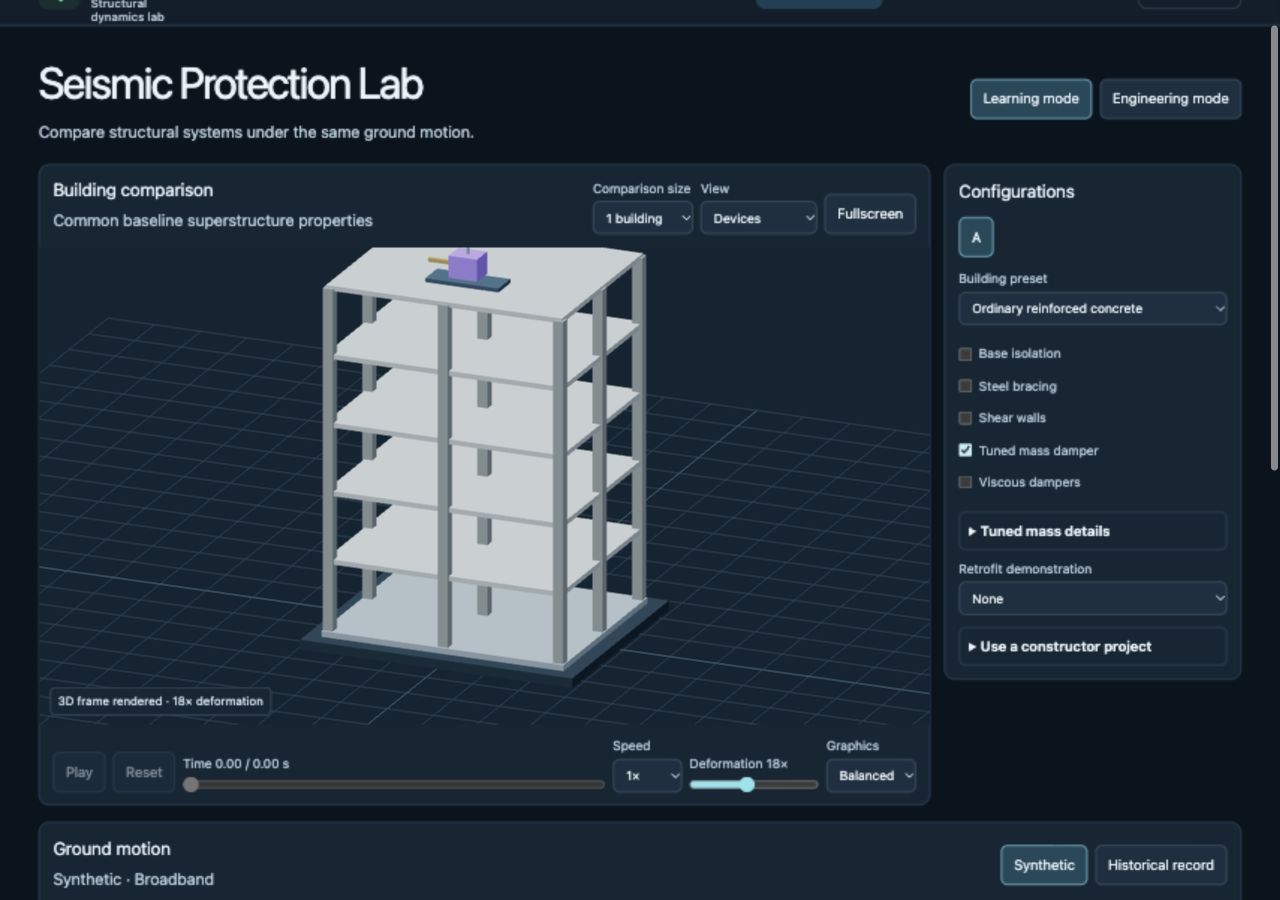 Structural
dynamics lab
Seismic Protection Lab
Compare structural systems under the same ground motion.
Learning mode
Engineering mode
Building comparison
Common baseline superstructure properties
Comparison size
1 building
View
Devices
Fullscreen
3D frame rendered · 18× deformation
Play
Reset
Time 0.00 / 0.00 s
Speed
1×
Deformation 18×
Graphics
Balanced
Configurations
A
Building preset
Ordinary reinforced concrete
Base isolation
Steel bracing
Shear walls
Tuned mass damper
Viscous dampers
Tuned mass details
Retrofit demonstration
None
Use a constructor project
Ground motion
Synthetic · Broadband
Synthetic
Historical record